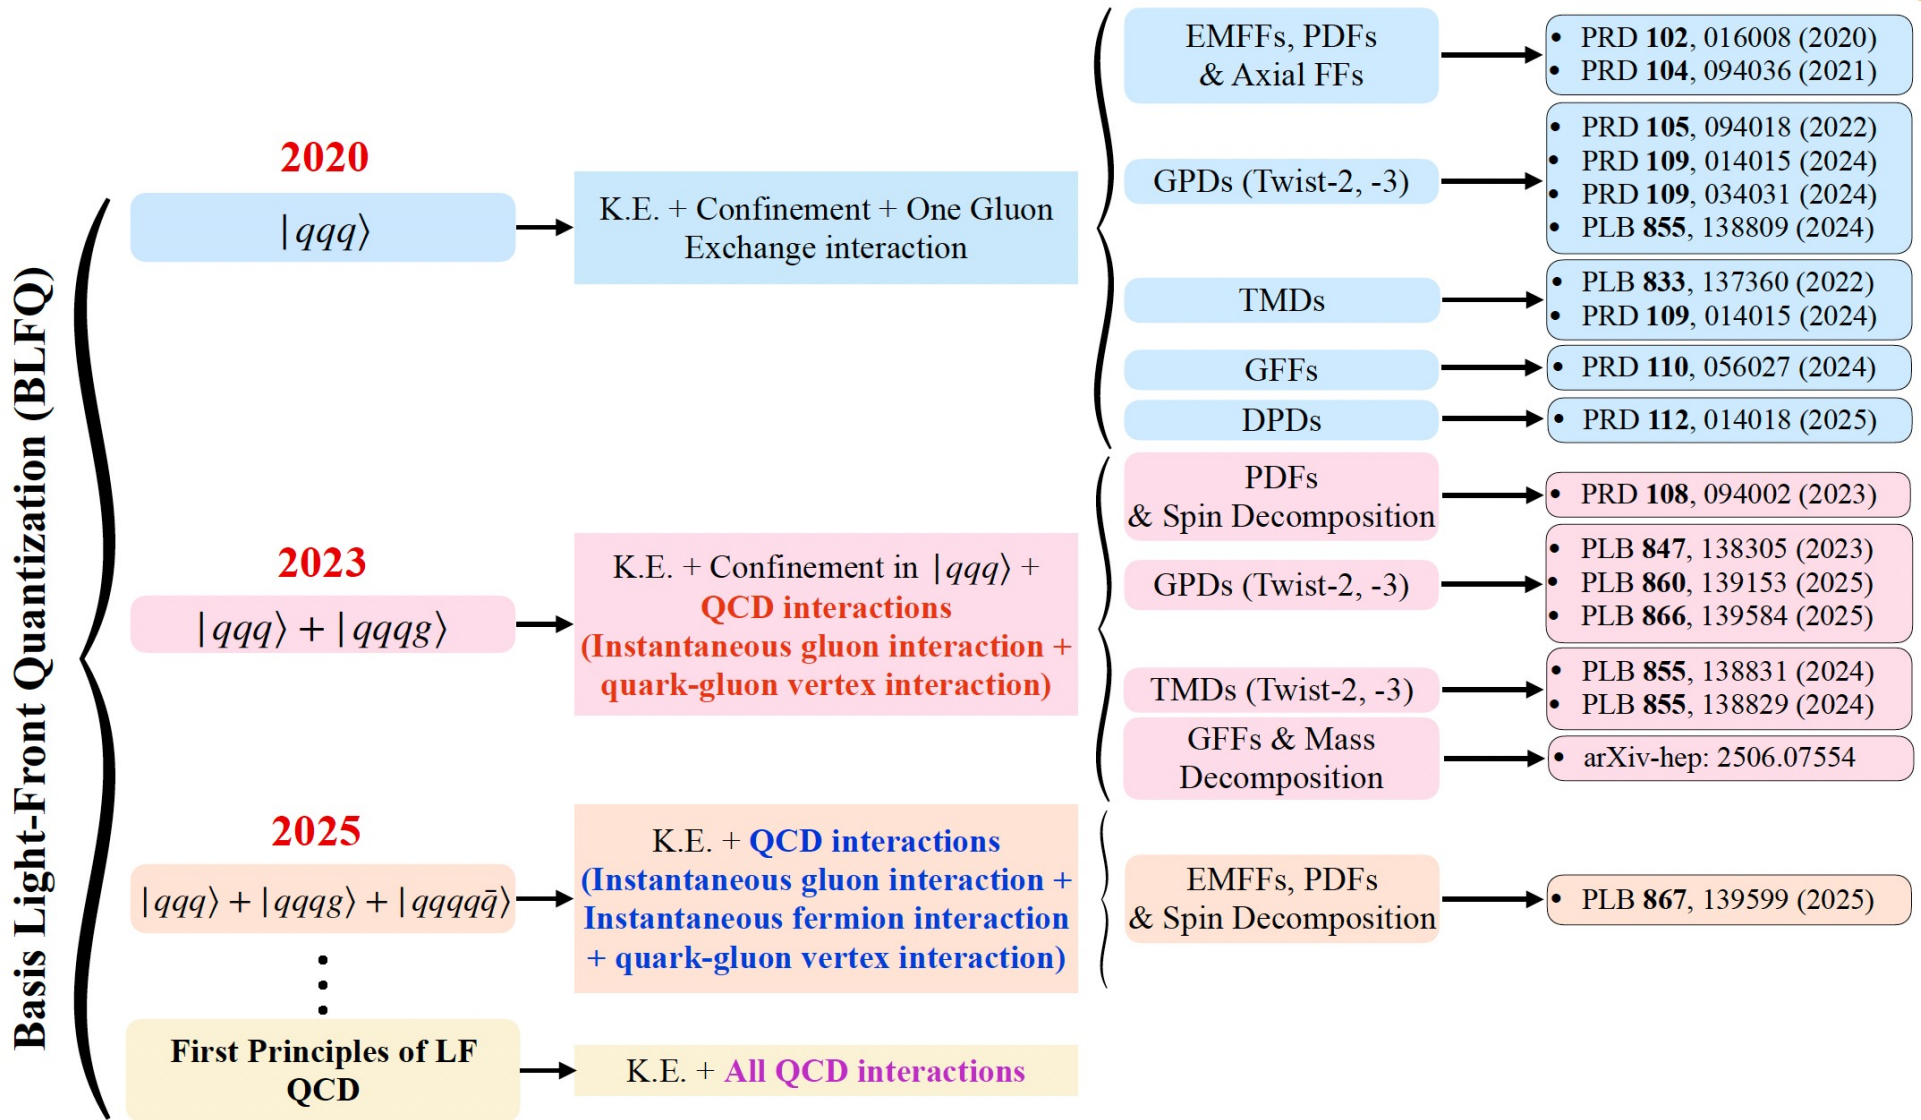 Basis Light-Front Quantization (BLFQ)
2020
|qqq⟩
K.E. + Confinement + One Gluon
Exchange interaction
EMFFs, PDFs
& Axial FFs
• PRD 102, 016008 (2020)
• PRD 104, 094036 (2021)
GPDs (Twist-2, -3)
• PRD 105, 094018 (2022)
• PRD 109, 014015 (2024)
• PRD 109, 034031 (2024)
• PLB 855, 138809 (2024)
TMDs
• PLB 833, 137360 (2022)
• PRD 109, 014015 (2024)
GFFs
• PRD 110, 056027 (2024)
DPDs
• PRD 112, 014018 (2025)
2023
|qqq⟩ + |qqqg⟩
K.E. + Confinement in |qqq⟩ +
QCD interactions
(Instantaneous gluon interaction +
quark-gluon vertex interaction)
PDFs
& Spin Decomposition
• PRD 108, 094002 (2023)
GPDs (Twist-2, -3)
• PLB 847, 138305 (2023)
• PLB 860, 139153 (2025)
• PLB 866, 139584 (2025)
TMDs (Twist-2, -3)
• PLB 855, 138831 (2024)
• PLB 855, 138829 (2024)
GFFs & Mass
Decomposition
• arXiv-hep: 2506.07554
2025
|qqq⟩ + |qqqg⟩ + |qqqqq̄⟩
K.E. + QCD interactions
(Instantaneous gluon interaction +
Instantaneous fermion interaction
+ quark-gluon vertex interaction)
EMFFs, PDFs
& Spin Decomposition
• PLB 867, 139599 (2025)
First Principles of LF
QCD
K.E. + All QCD interactions